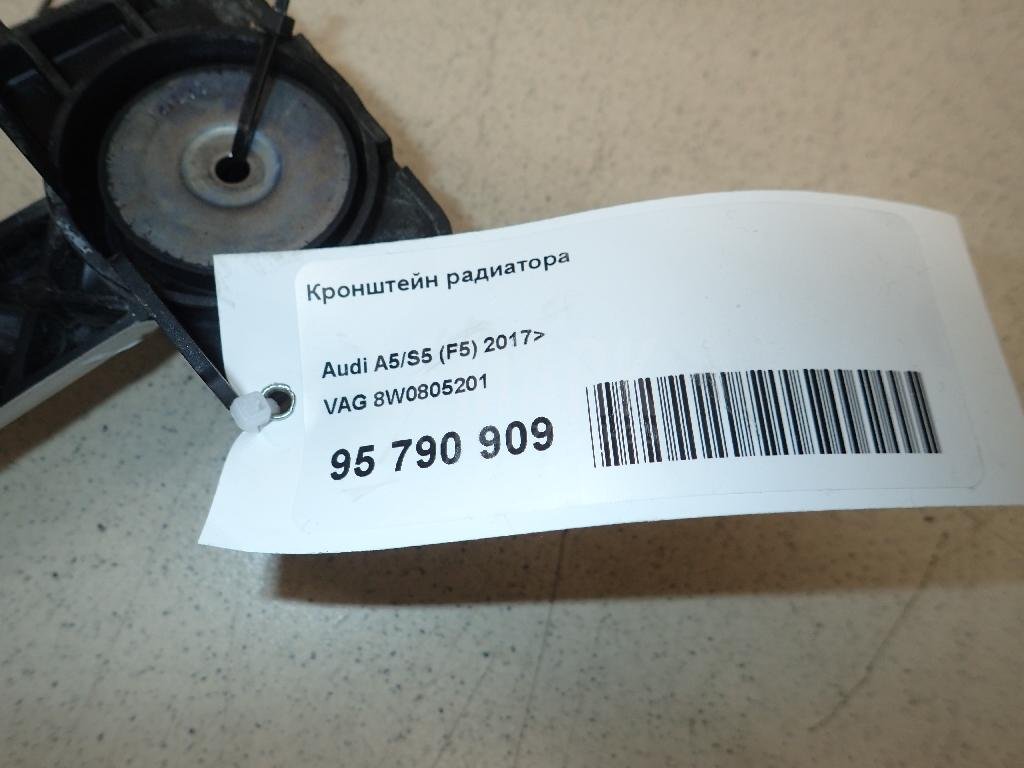 Кронштейн радиатора
Audi A5/S5 (F5) 2017>
VAG 8W0805201
95 790 909